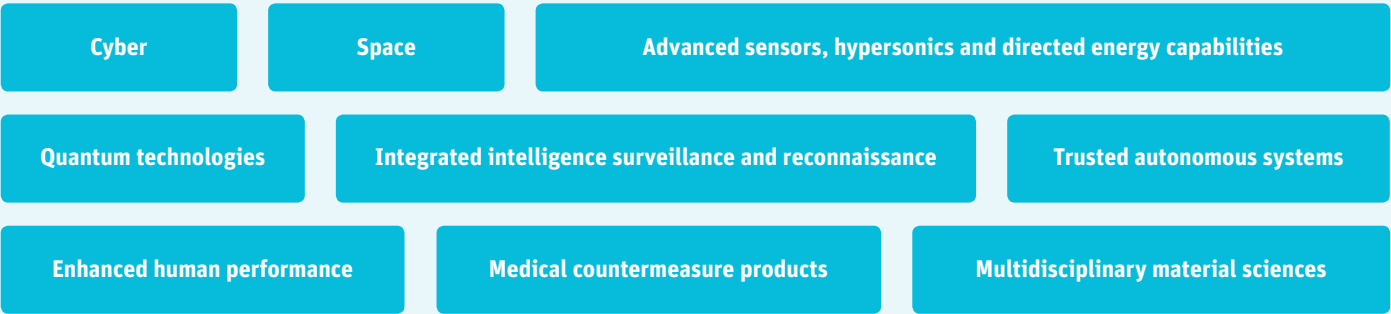 Cyber
Space
Advanced sensors, hypersonics and directed energy capabilities
Quantum technologies
Integrated intelligence surveillance and reconnaissance
Trusted autonomous systems
Enhanced human performance
Medical countermeasure products
Multidisciplinary material sciences